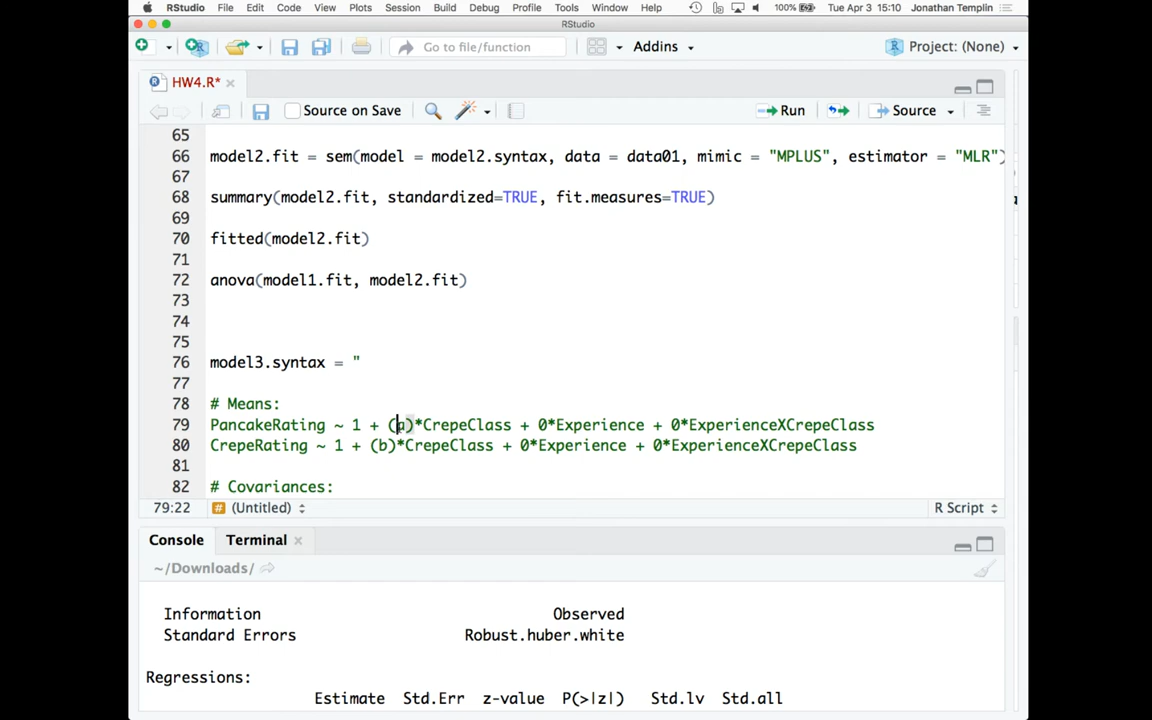 RStudio File Edit Code View Plots Session Build Debug Profile Tools Window Help 100% Tue Apr 3 15:10 Jonathan Templin
RStudio
Go to file/function Addins Project: (None)
HW4.R*
Source on Save Run Source
65
66 model2.fit = sem(model = model2.syntax, data = data01, mimic = "MPLUS", estimator = "MLR")
67
68 summary(model2.fit, standardized=TRUE, fit.measures=TRUE)
69
70 fitted(model2.fit)
71
72 anova(model1.fit, model2.fit)
73
74
75
76 model3.syntax = "
77
78 # Means:
79 PancakeRating ~ 1 + (a)*CrepeClass + 0*Experience + 0*ExperienceXCrepeClass
80 CrepeRating ~ 1 + (b)*CrepeClass + 0*Experience + 0*ExperienceXCrepeClass
81
82 # Covariances:
79:22 # (Untitled) R Script
Console Terminal
~/Downloads/
Information Observed
Standard Errors Robust.huber.white
Regressions:
Estimate Std.Err z-value P(>|z|) Std.lv Std.all